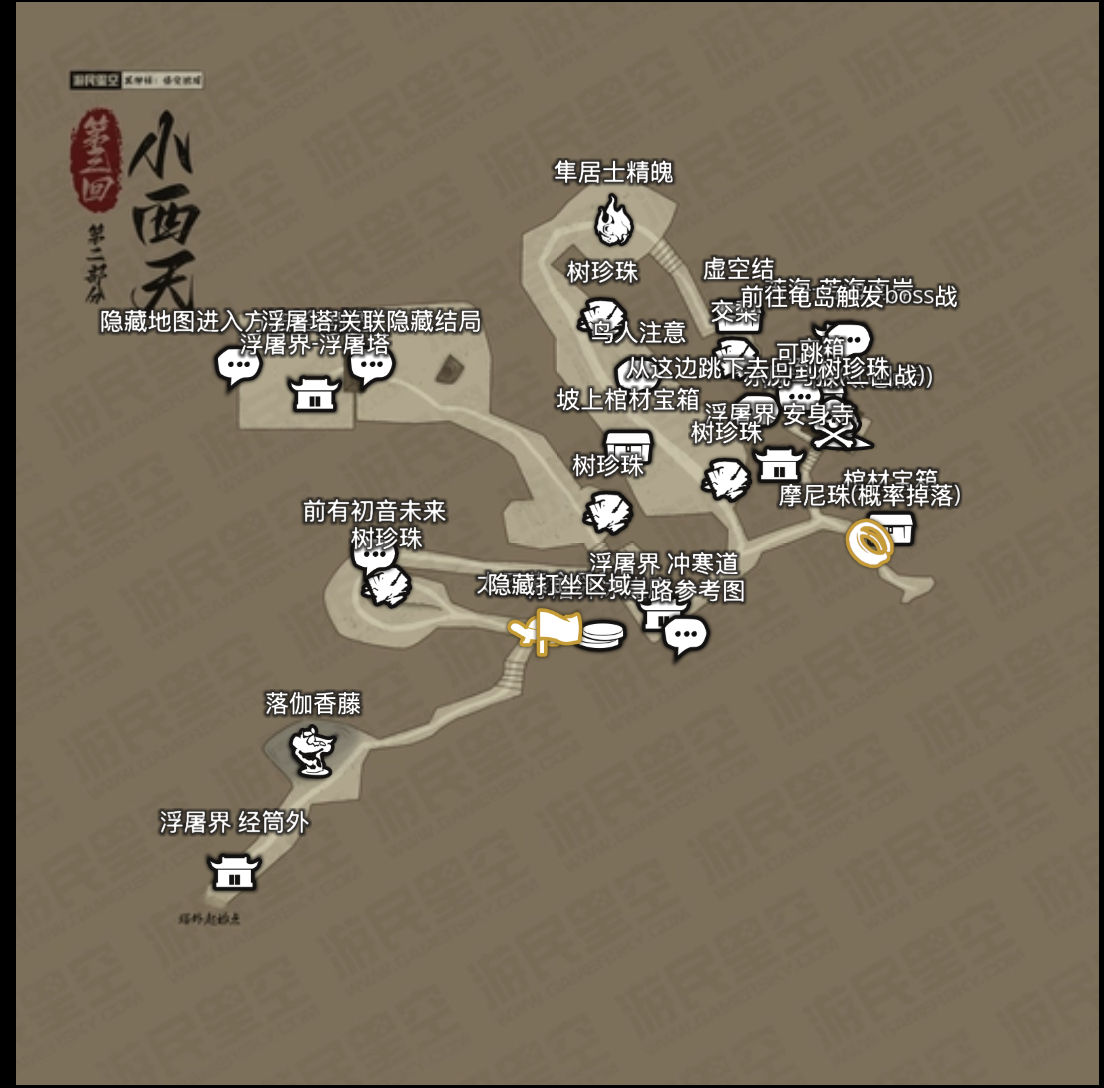 游民星空
第三回
小西天
第二部分
隼居士精魄
树珍珠
虚空结
前往龟岛触发boss战
交梨
鸟人注意
可跳
从这边跳下去回到树珍珠
隐藏地图进入方
浮屠塔:关联隐藏结局
浮屠界-浮屠塔
坡上棺材宝箱
浮屠界 安身寺
树珍珠
树珍珠
棺材宝箱
摩尼珠(概率掉落)
前有初音未来
树珍珠
浮屠界 冲寒道
隐藏打坐区域
寻路参考图
落伽香藤
浮屠界 经筒外